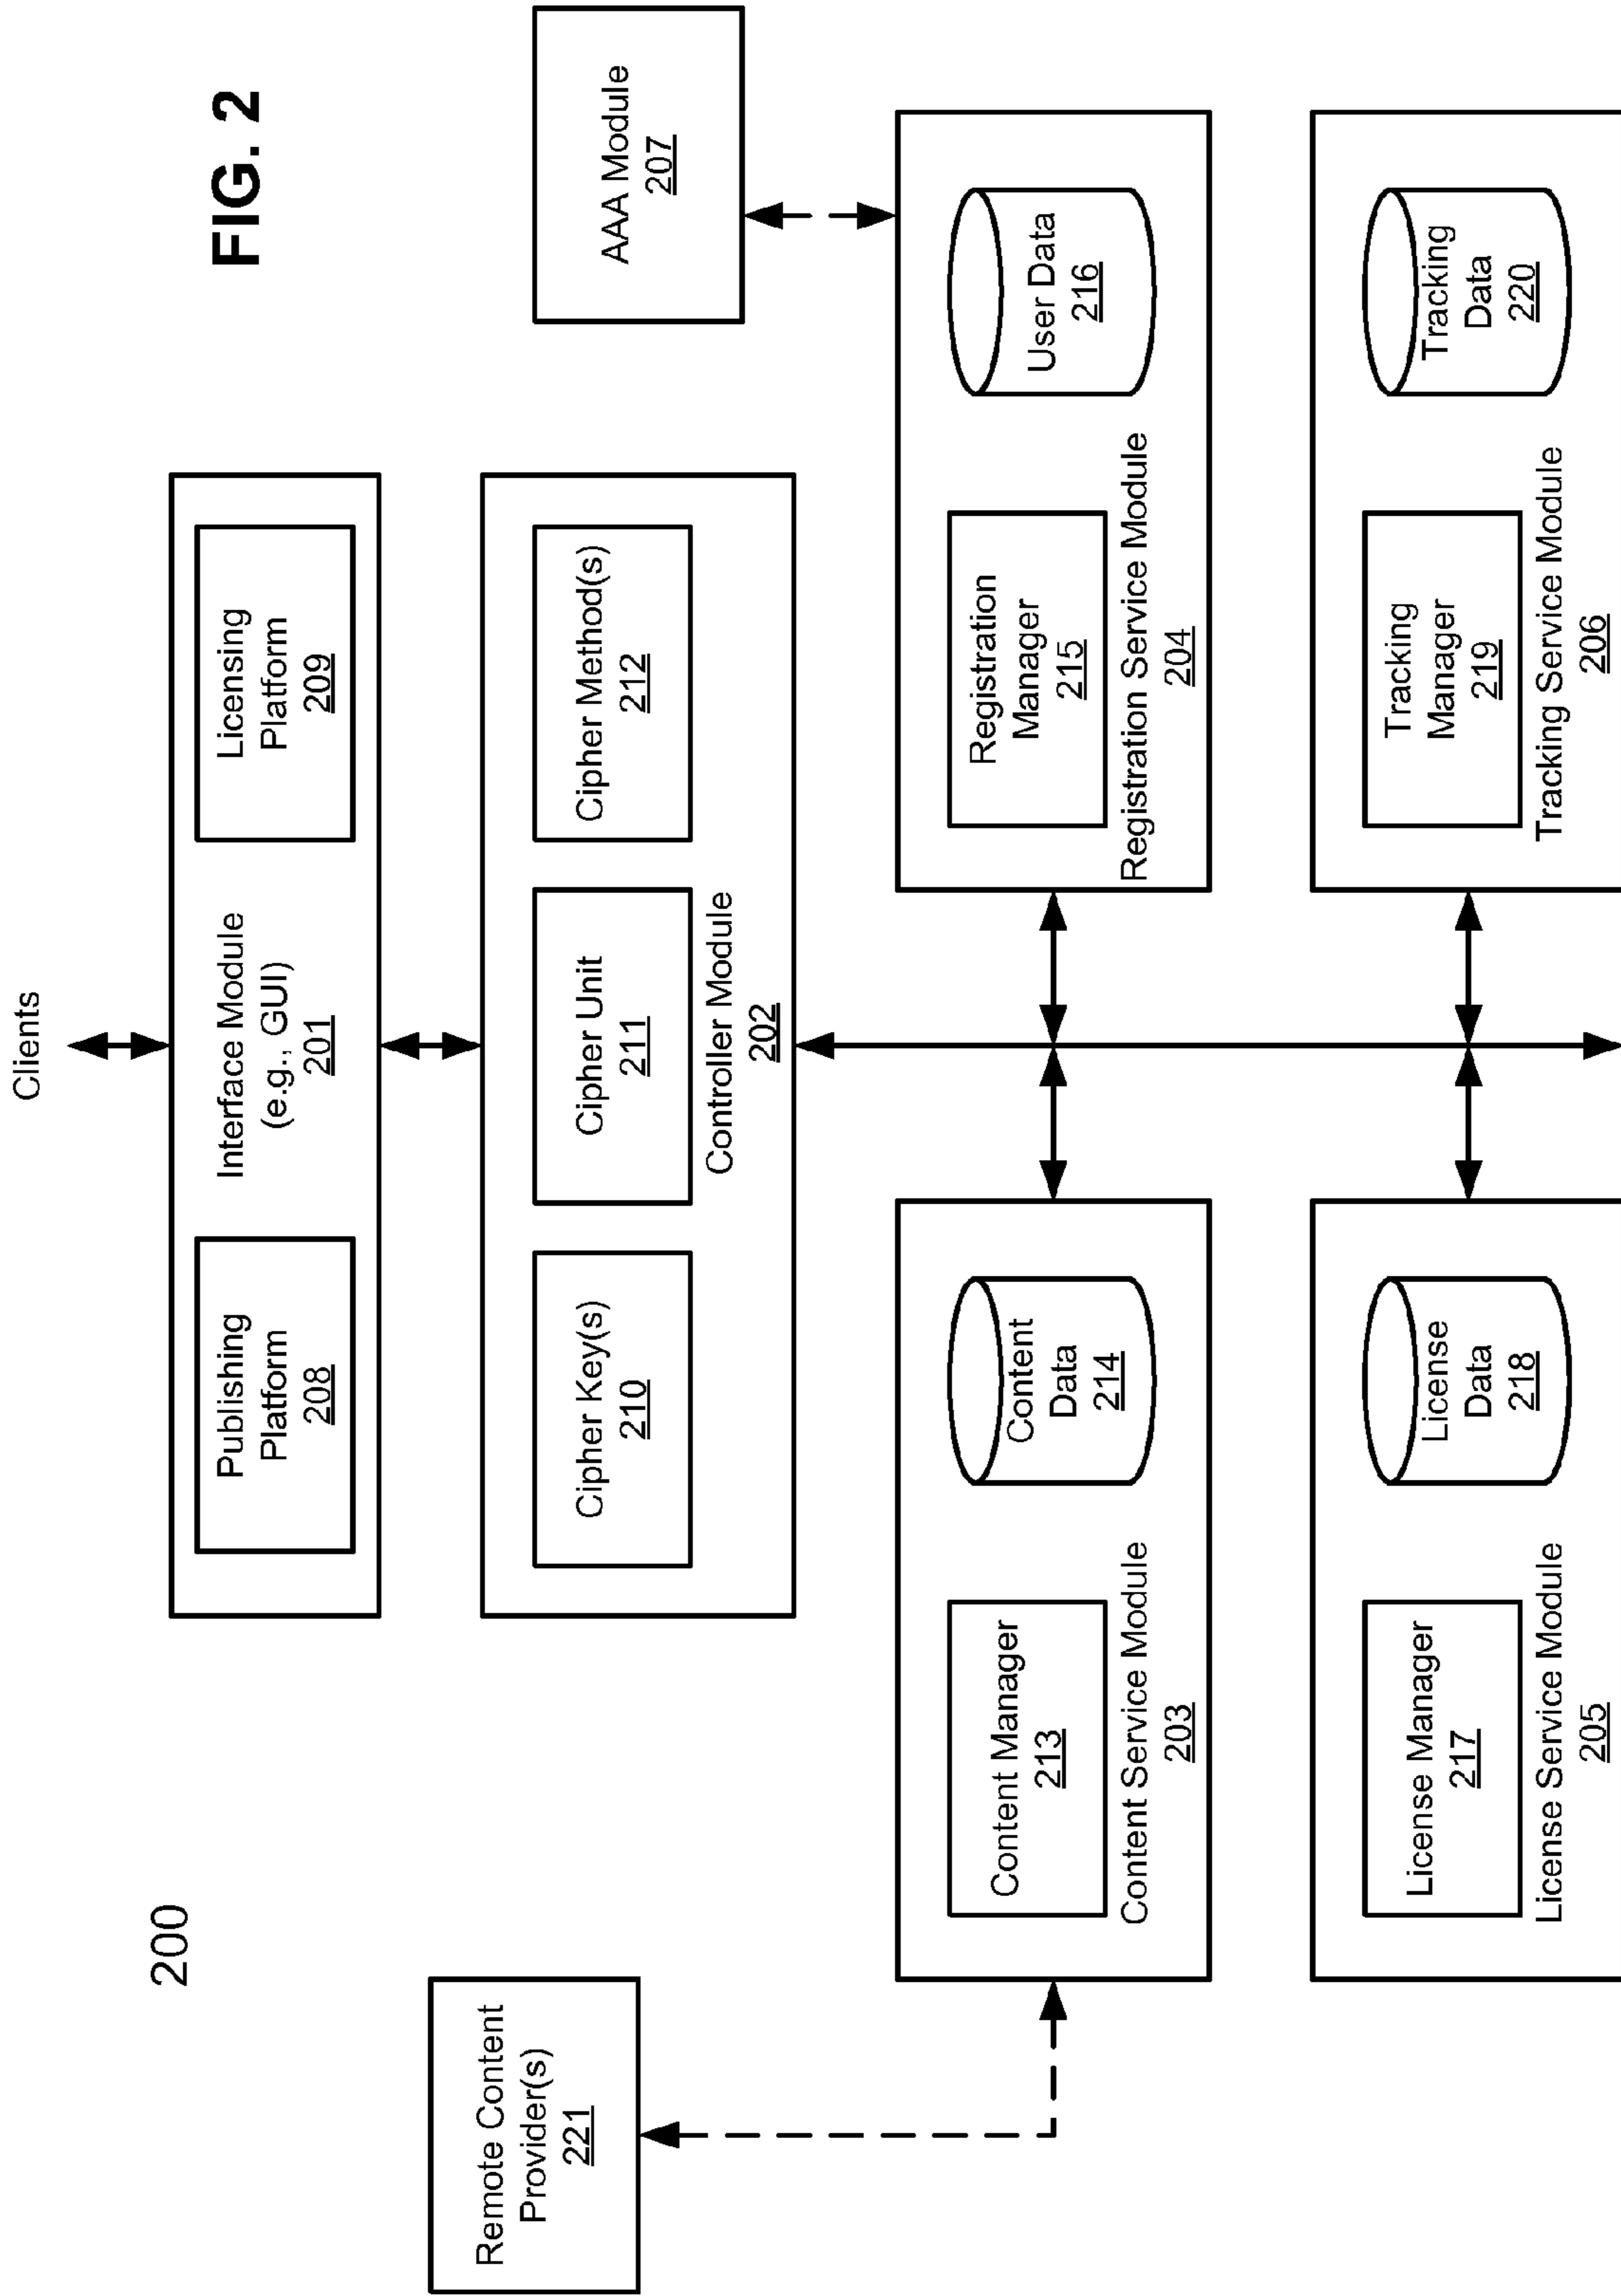 FIG. 2
200
Clients
Publishing
Platform
208
Interface Module
(e.g., GUI)
201
Licensing
Platform
209
Remote Content
Provider(s)
221
Cipher Key(s)
210
Cipher Unit
211
Cipher Method(s)
212
Controller Module
202
AAA Module
207
Content Manager
213
Content
Data
214
Content Service Module
203
Registration
Manager
215
User Data
216
Registration Service Module
204
License Manager
217
License
Data
218
License Service Module
205
Tracking
Manager
219
Tracking
Data
220
Tracking Service Module
206